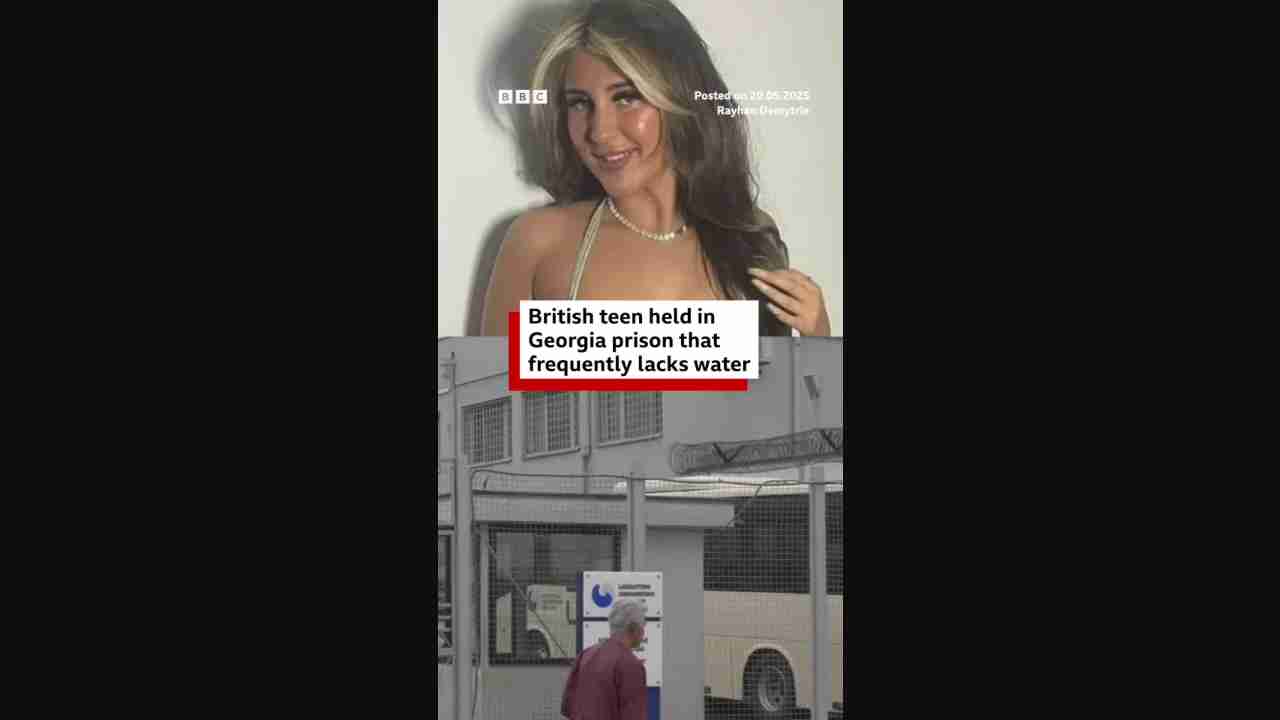 BBC
Posted on 20.05.2025
Rayhan Demytrie
British teen held in
Georgia prison that
frequently lacks water